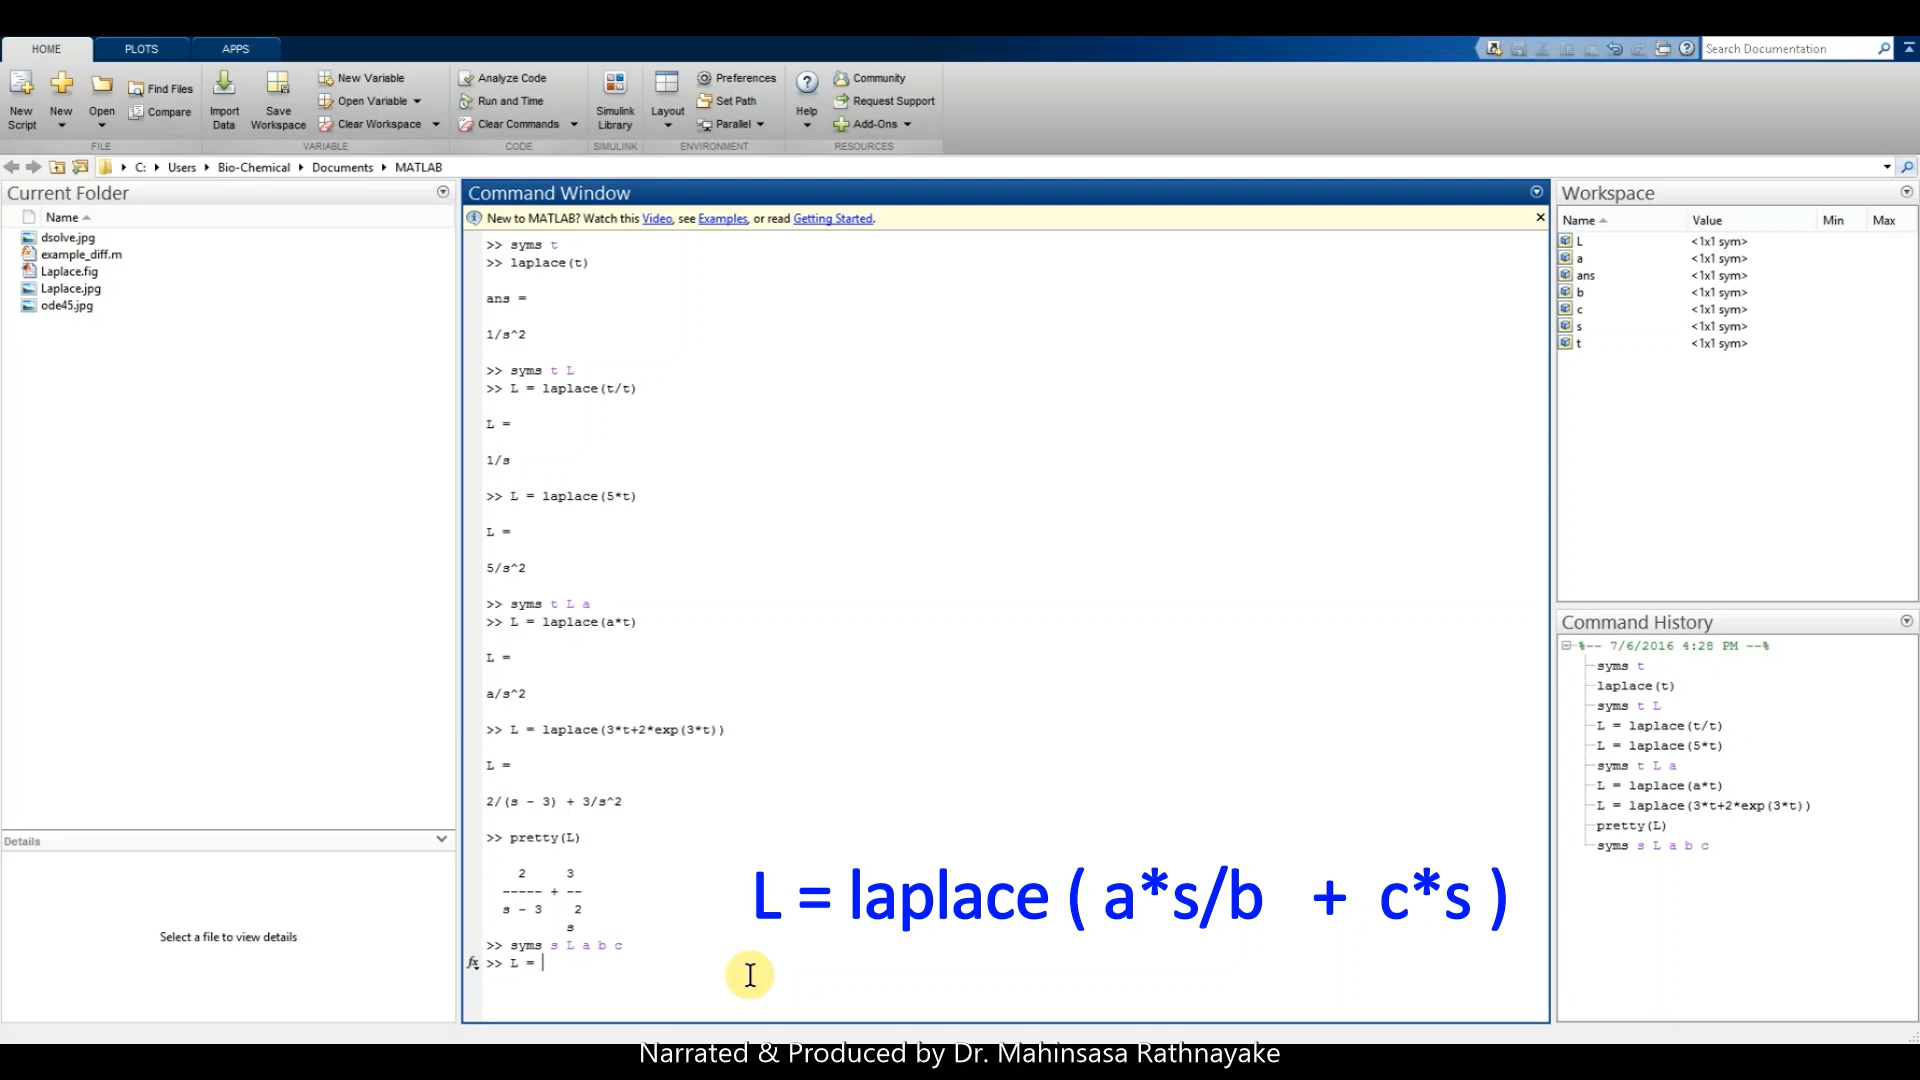 HOME PLOTS APPS
Search Documentation
New Script
New
Open
Find Files
Compare
Import Data
Save Workspace
New Variable
Open Variable
Clear Workspace
Analyze Code
Run and Time
Clear Commands
Simulink Library
Layout
Preferences
Set Path
Parallel
Help
Community
Request Support
Add-Ons
FILE VARIABLE CODE SIMULINK ENVIRONMENT RESOURCES
C: Users Bio-Chemical Documents MATLAB
Current Folder
Name
dsolve.jpg
example_diff.m
Laplace.fig
Laplace.jpg
ode45.jpg
Details
Select a file to view details
Command Window
New to MATLAB? Watch this Video, see Examples, or read Getting Started.
>> syms t
>> laplace(t)
ans =
1/s^2
>> syms t L
>> L = laplace(t/t)
L =
1/s
>> L = laplace(5*t)
L =
5/s^2
>> syms t L a
>> L = laplace(a*t)
L =
a/s^2
>> L = laplace(3*t+2*exp(3*t))
L =
2/(s - 3) + 3/s^2
>> pretty(L)
2 3
----- + --
s - 3 2
s
>> syms s L a b c
fx >> L =
L = laplace ( a*s/b + c*s )
Workspace
Name Value Min Max
L <1x1 sym>
a <1x1 sym>
ans <1x1 sym>
b <1x1 sym>
c <1x1 sym>
s <1x1 sym>
t <1x1 sym>
Command History
%-- 7/6/2016 4:28 PM --%
syms t
laplace(t)
syms t L
L = laplace(t/t)
L = laplace(5*t)
syms t L a
L = laplace(a*t)
L = laplace(3*t+2*exp(3*t))
pretty(L)
syms s L a b c
Narrated & Produced by Dr. Mahinsasa Rathnayake